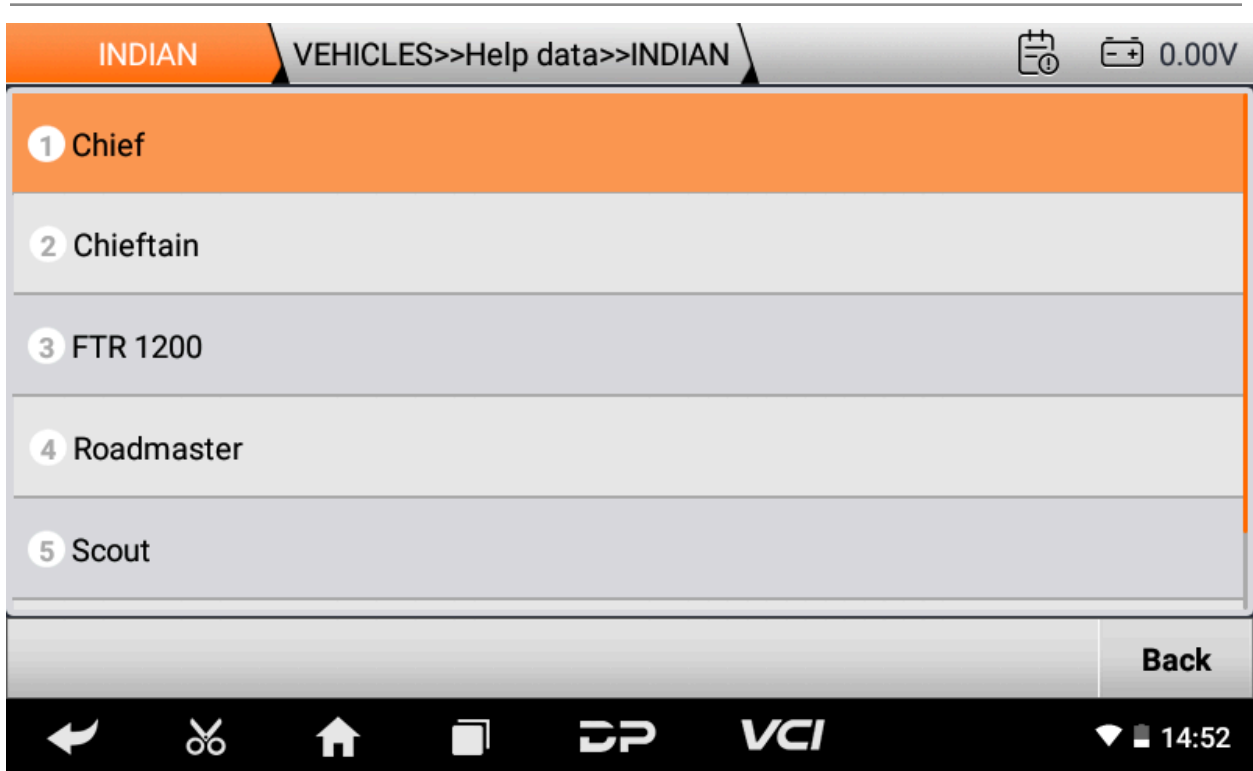 INDIAN VEHICLES>>Help data>>INDIAN 0.00V
1 Chief
2 Chieftain
3 FTR 1200
4 Roadmaster
5 Scout
Back
DP VCI 14:52